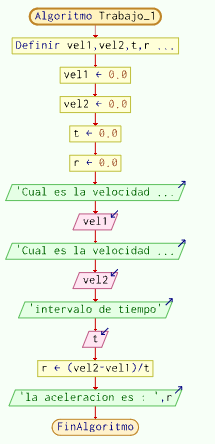 Algoritmo Trabajo_1
Definir vel1,vel2,t,r ...
vel1 ← 0.0
vel2 ← 0.0
t ← 0.0
r ← 0.0
'Cual es la velocidad ...
vel1
'Cual es la velocidad ...
vel2
'intervalo de tiempo'
t
r ← (vel2-vel1)/t
'la aceleracion es : ',r
FinAlgoritmo